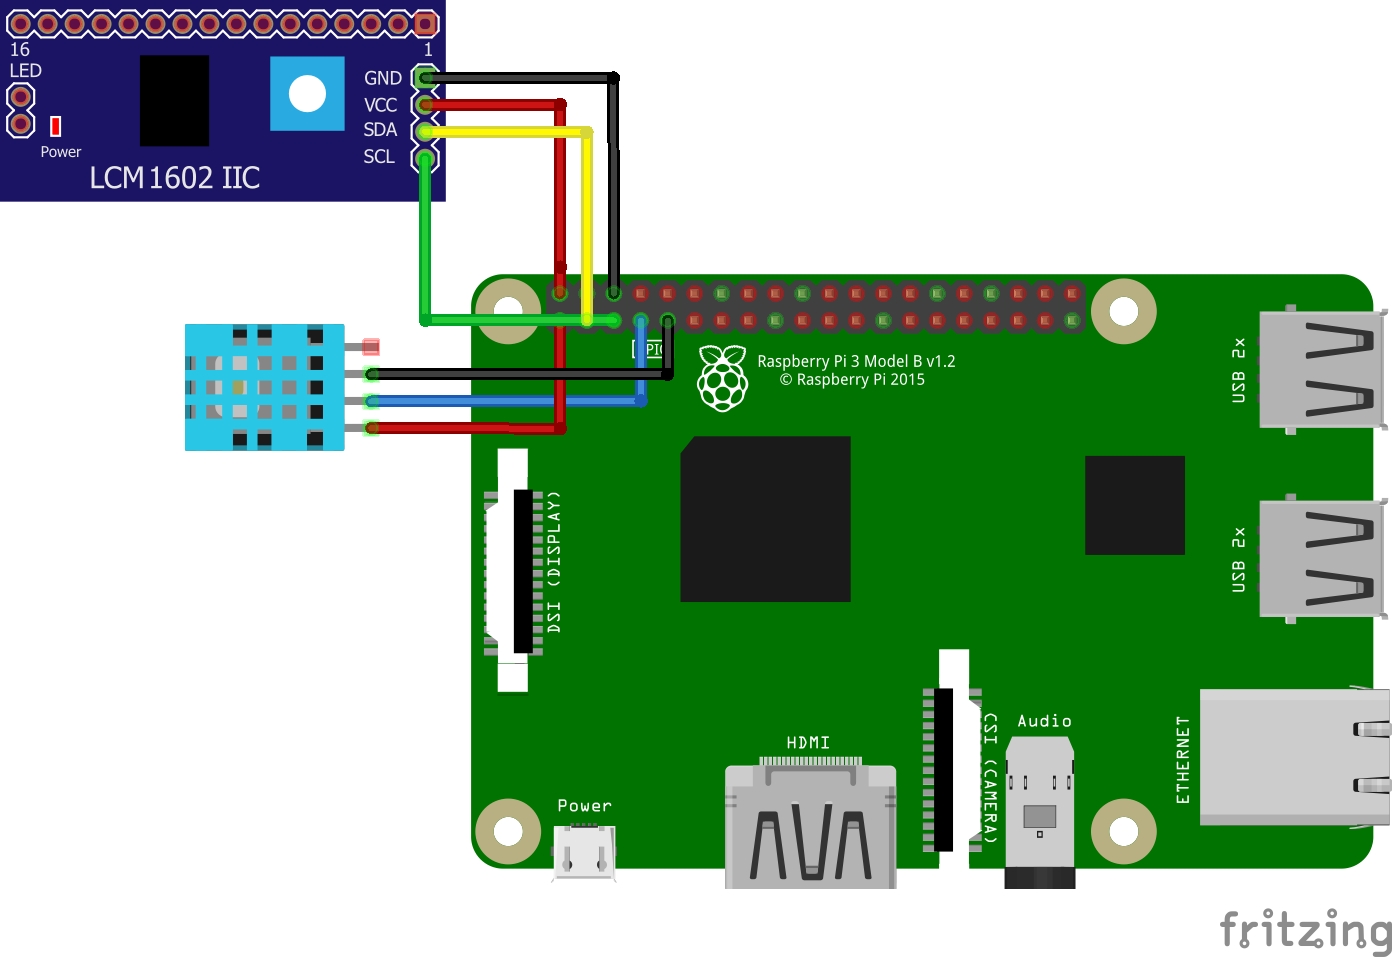 16
1
LED
GND
VCC
SDA
SCL
Power
LCM1602 IIC
Raspberry Pi 3 Model B v1.2
© Raspberry Pi 2015
USB 2x
USB 2x
DSI (DISPLAY)
HDMI
CSI (CAMERA)
Audio
ETHERNET
Power
fritzing